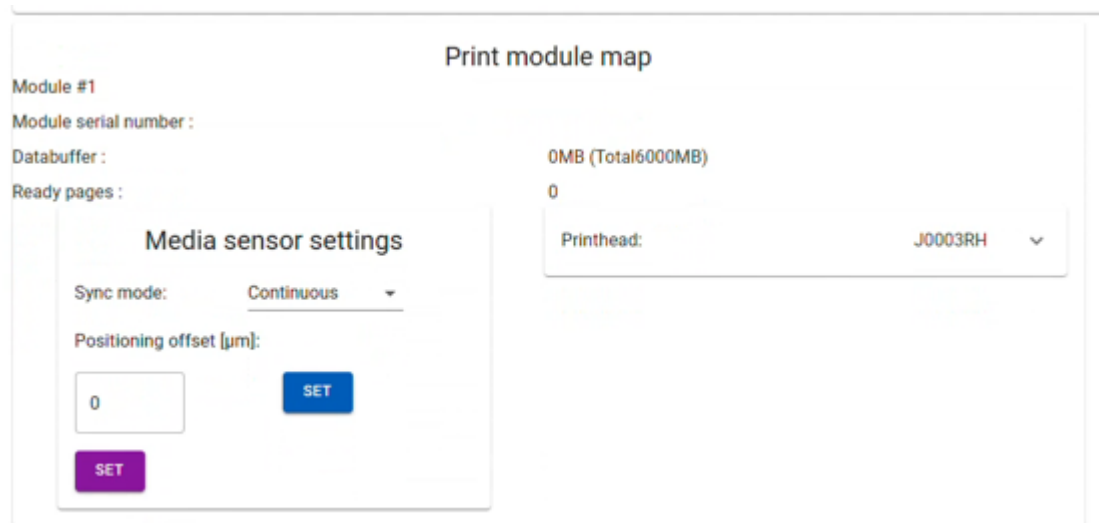 Print module map
Module #1
Module serial number :
Databuffer : 0MB (Total6000MB)
Ready pages : 0
Media sensor settings
Sync mode: Continuous
Positioning offset [µm]:
0 SET
SET
Printhead: J0003RH